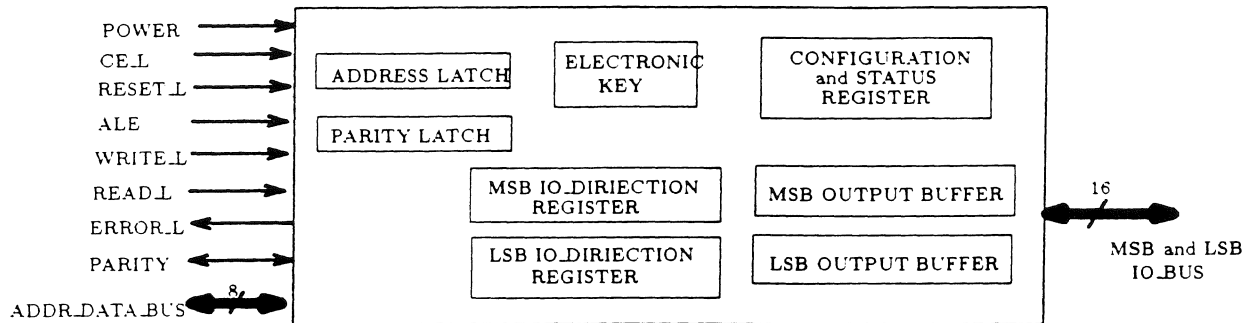 POWER
CE_L
RESET_L
ALE
WRITE_L
READ_L
ERROR_L
PARITY
8
ADDR_DATA_BUS
ADDRESS LATCH
PARITY LATCH
ELECTRONIC
KEY
CONFIGURATION
and STATUS
REGISTER
MSB IO_DIRIECTION
REGISTER
MSB OUTPUT BUFFER
LSB IO_DIRIECTION
REGISTER
LSB OUTPUT BUFFER
16
MSB and LSB
IO_BUS